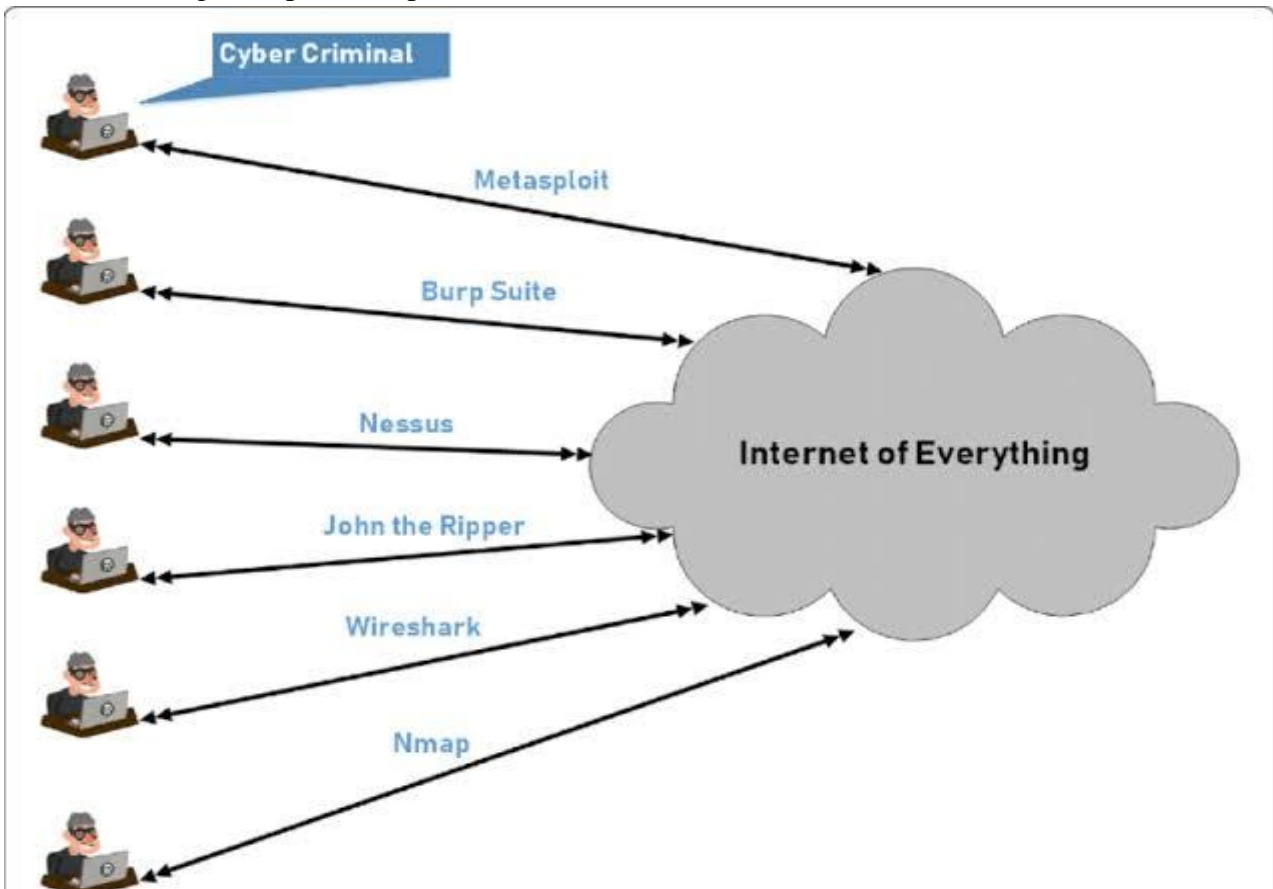 Cyber Criminal
Metasploit
Burp Suite
Nessus
Internet of Everything
John the Ripper
Wireshark
Nmap